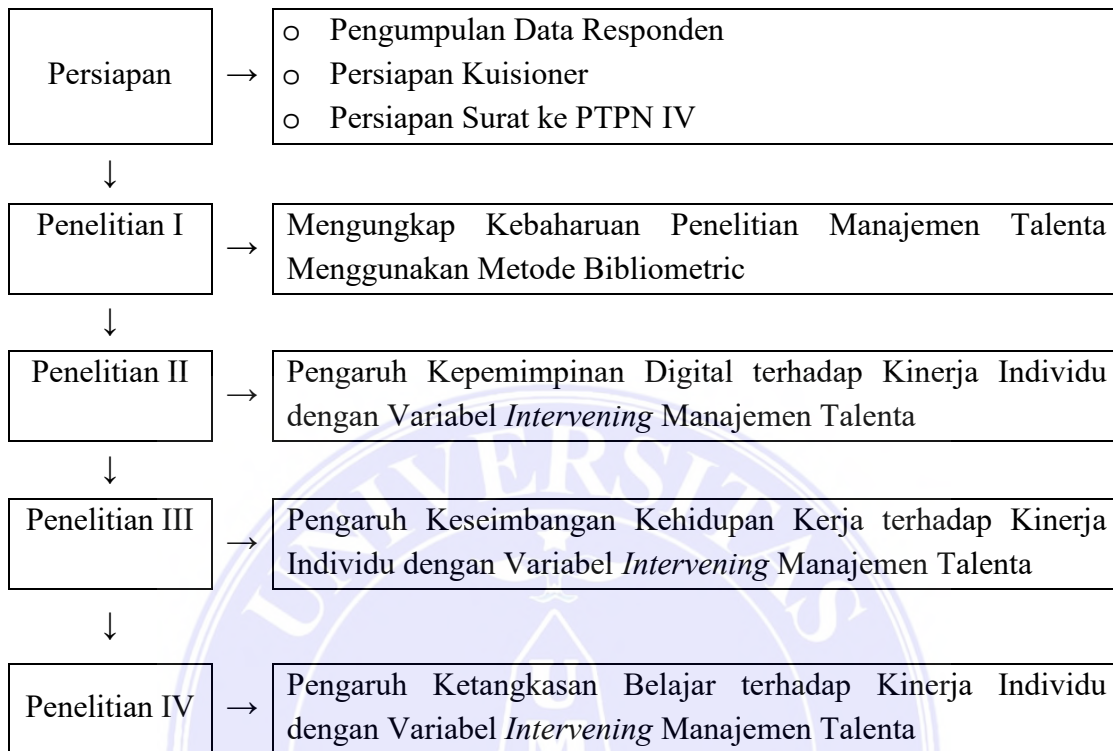 Persiapan
→
o Pengumpulan Data Responden
o Persiapan Kuisioner
o Persiapan Surat ke PTPN IV
↓
Penelitian I
→
Mengungkap Kebaharuan Penelitian Manajemen Talenta
Menggunakan Metode Bibliometric
↓
Penelitian II
→
Pengaruh Kepemimpinan Digital terhadap Kinerja Individu
dengan Variabel Intervening Manajemen Talenta
↓
Penelitian III
→
Pengaruh Keseimbangan Kehidupan Kerja terhadap Kinerja
Individu dengan Variabel Intervening Manajemen Talenta
↓
Penelitian IV
→
Pengaruh Ketangkasan Belajar terhadap Kinerja Individu
dengan Variabel Intervening Manajemen Talenta
UNIVERSITAS
U